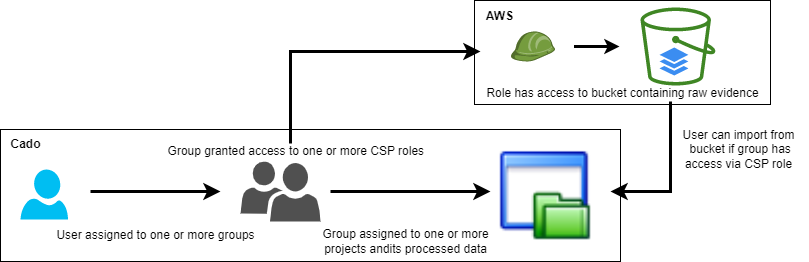 AWS
Role has access to bucket containing raw evidence
Cado
Group granted access to one or more CSP roles
User can import from
bucket if group has
access via CSP role
User assigned to one or more groups
Group assigned to one or more
projects andits processed data